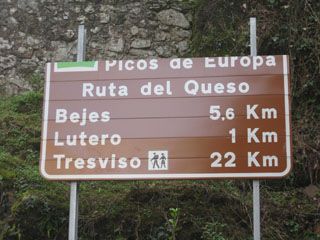 Picos de Europa
Ruta del Queso
Bejes 5,6 Km
Lutero 1 Km
Tresviso 22 Km